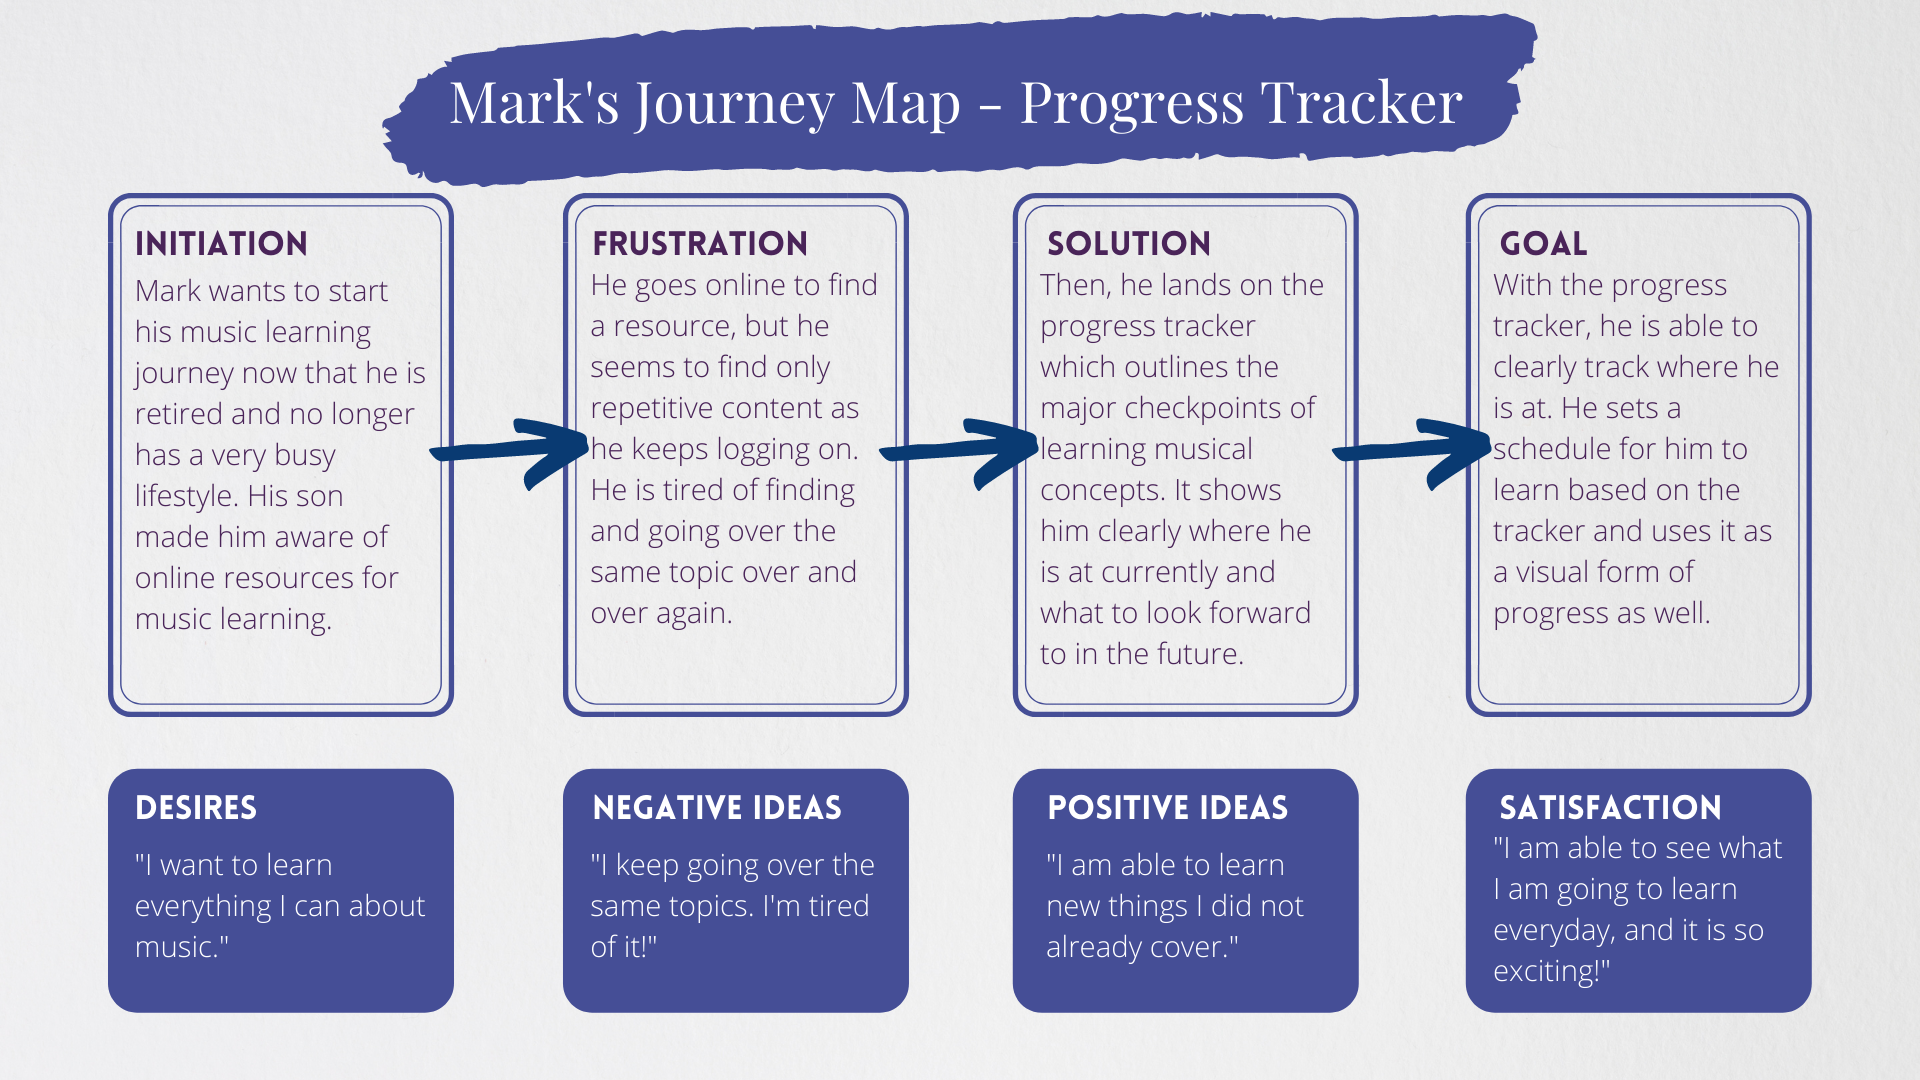 Mark's Journey Map - Progress Tracker
INITIATION
Mark wants to start
his music learning
journey now that he is
retired and no longer
has a very busy
lifestyle. His son
made him aware of
online resources for
music learning.
FRUSTRATION
He goes online to find
a resource, but he
seems to find only
repetitive content as
he keeps logging on.
He is tired of finding
and going over the
same topic over and
over again.
SOLUTION
Then, he lands on the
progress tracker
which outlines the
major checkpoints of
learning musical
concepts. It shows
him clearly where he
is at currently and
what to look forward
to in the future.
GOAL
With the progress
tracker, he is able to
clearly track where he
is at. He sets a
schedule for him to
learn based on the
tracker and uses it as
a visual form of
progress as well.
DESIRES
"I want to learn
everything I can about
music."
NEGATIVE IDEAS
"I keep going over the
same topics. I'm tired
of it!"
POSITIVE IDEAS
"I am able to learn
new things I did not
already cover."
SATISFACTION
"I am able to see what
I am going to learn
everyday, and it is so
exciting!"